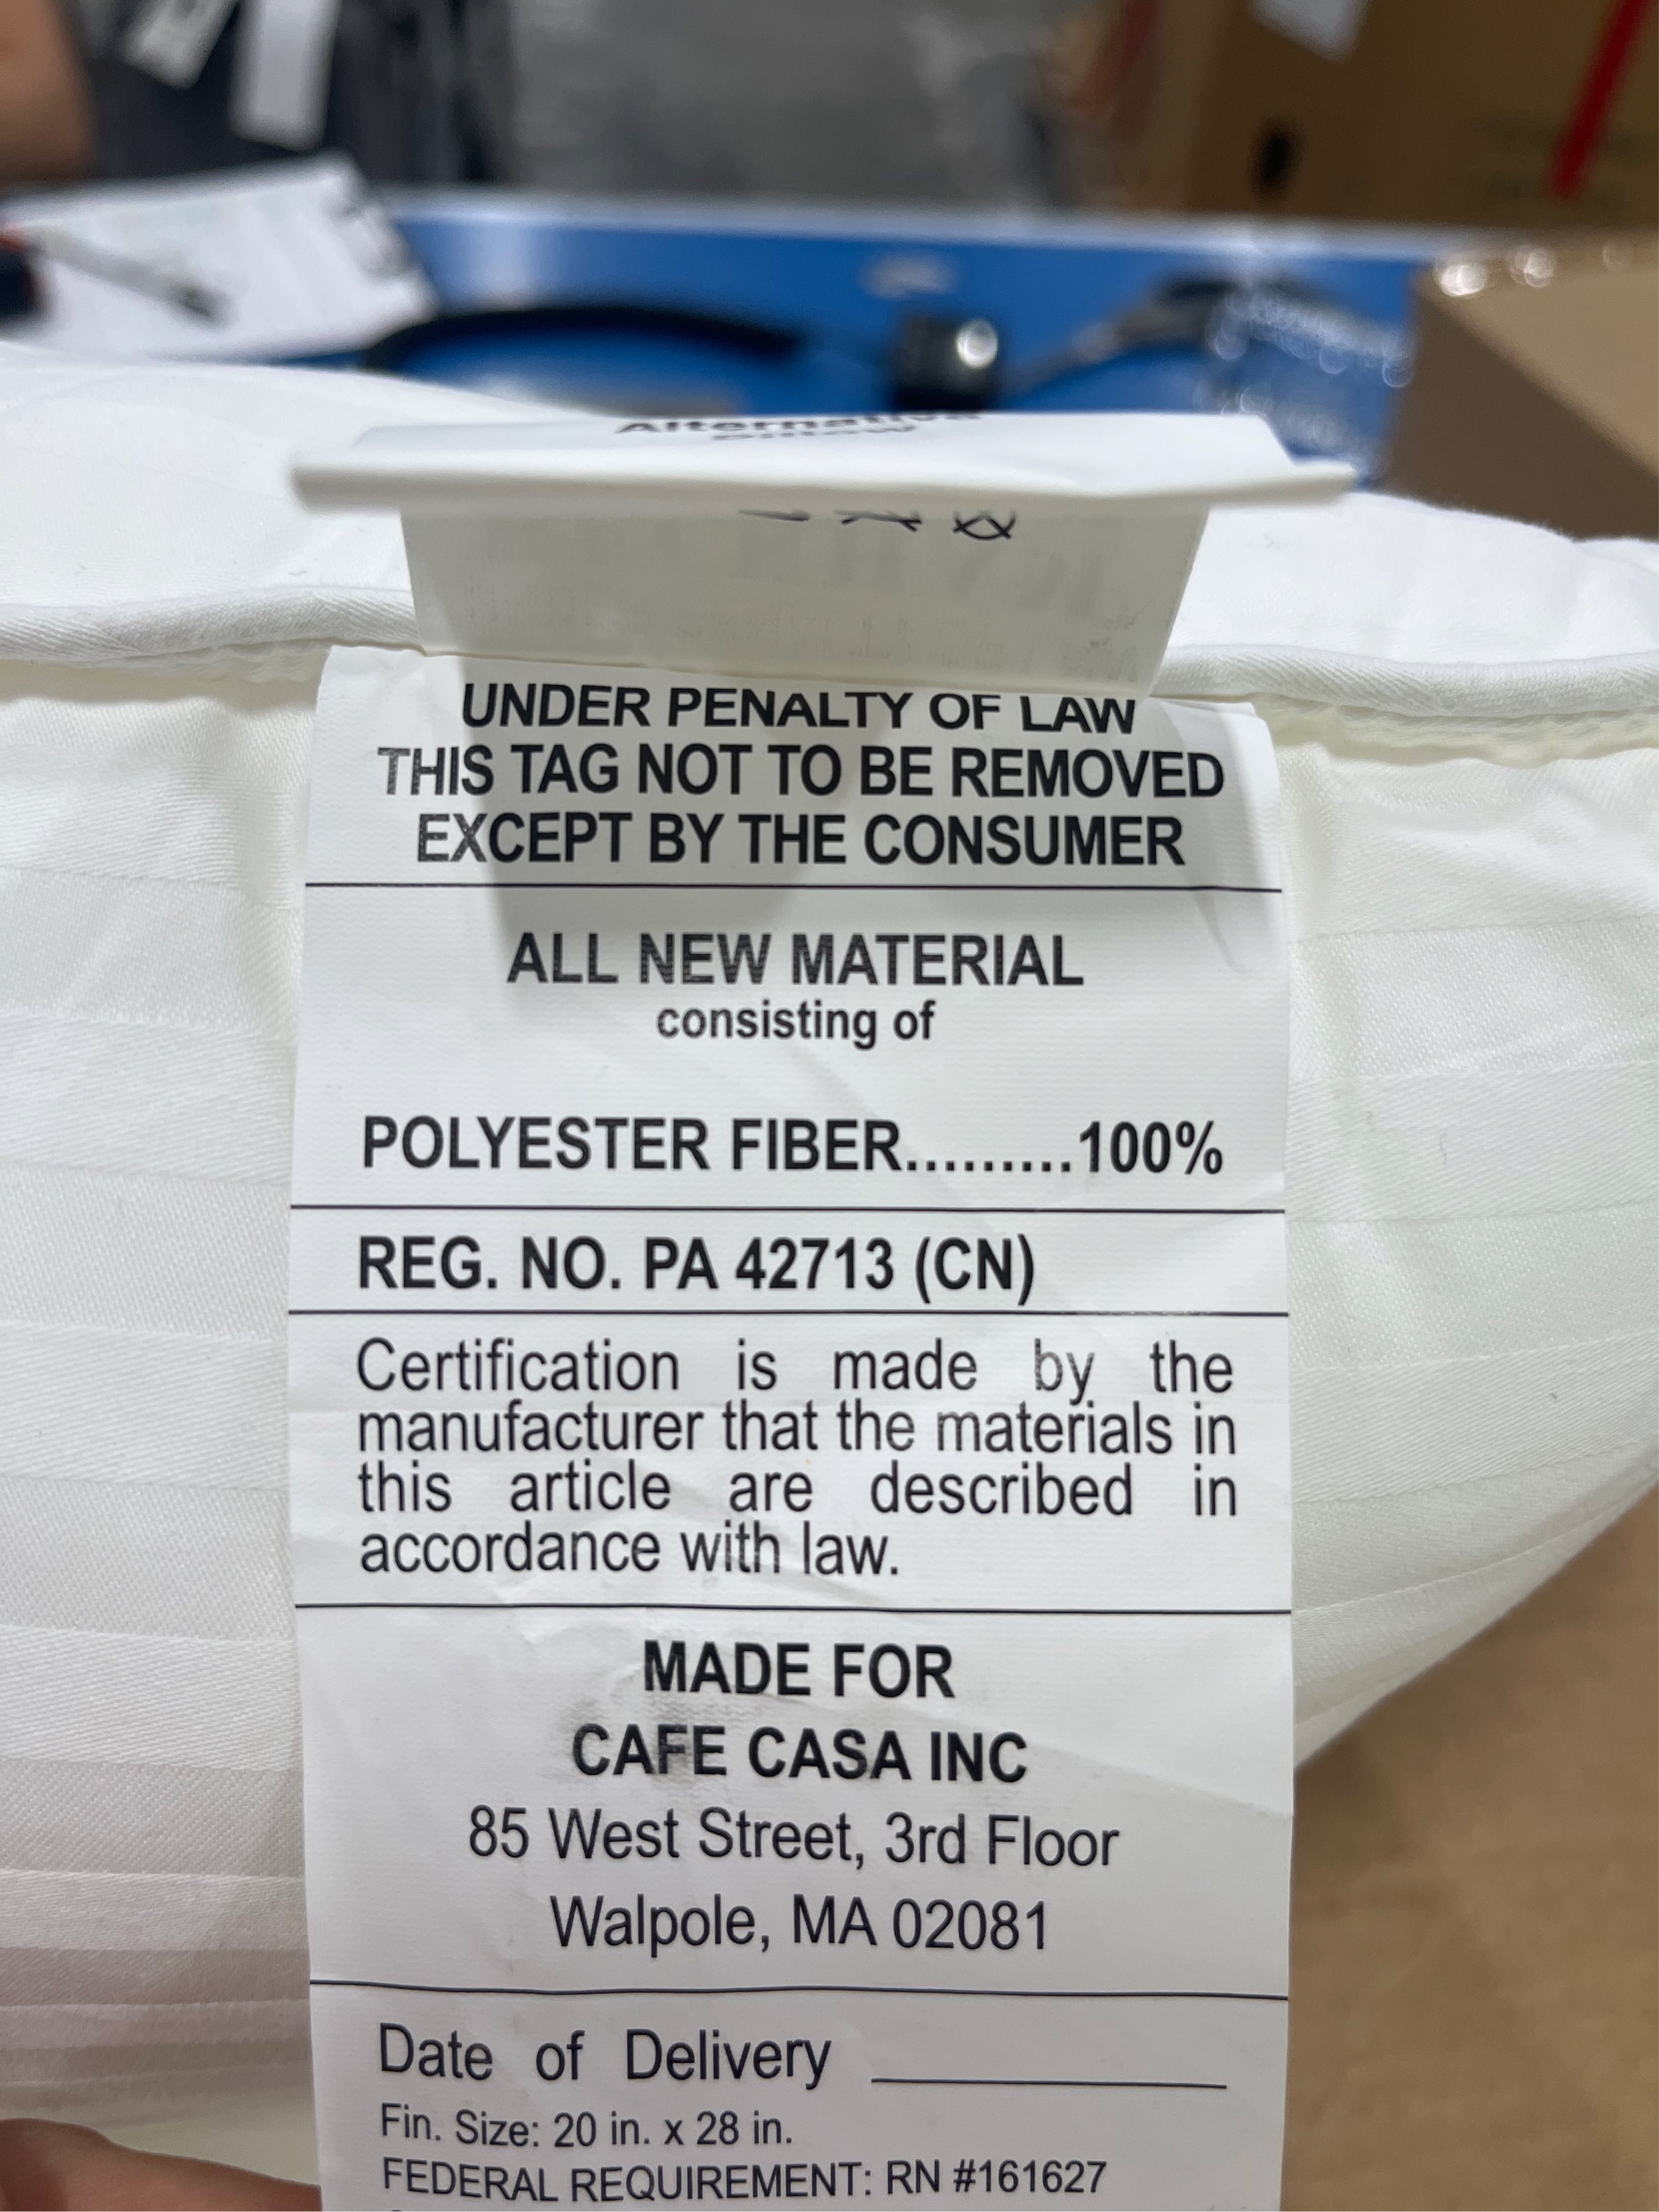 Alternative
Pillow
UNDER PENALTY OF LAW
THIS TAG NOT TO BE REMOVED
EXCEPT BY THE CONSUMER
ALL NEW MATERIAL
consisting of
POLYESTER FIBER.........100%
REG. NO. PA 42713 (CN)
Certification is made by the
manufacturer that the materials in
this article are described in
accordance with law.
MADE FOR
CAFE CASA INC
85 West Street, 3rd Floor
Walpole, MA 02081
Date of Delivery ____________
Fin. Size: 20 in. x 28 in.
FEDERAL REQUIREMENT: RN #161627